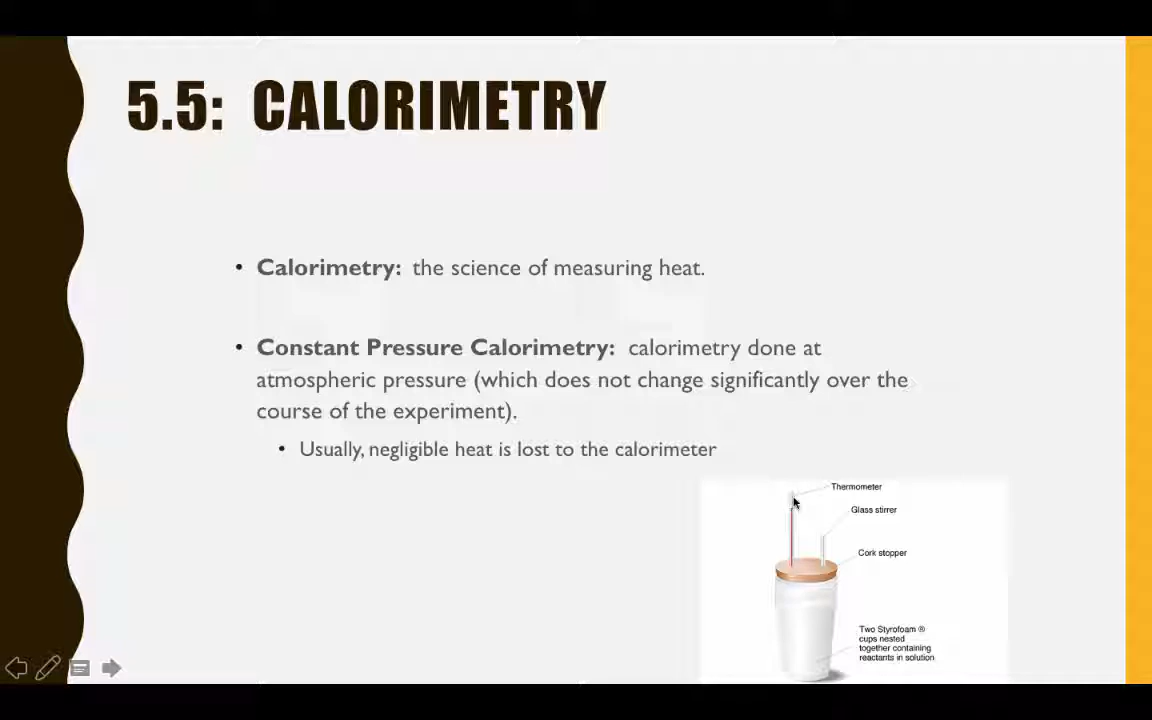 5.5: CALORIMETRY
• Calorimetry: the science of measuring heat.
• Constant Pressure Calorimetry: calorimetry done at
atmospheric pressure (which does not change significantly over the
course of the experiment).
• Usually, negligible heat is lost to the calorimeter
Thermometer
Glass stirrer
Cork stopper
Two Styrofoam ®
cups nested
together containing
reactants in solution